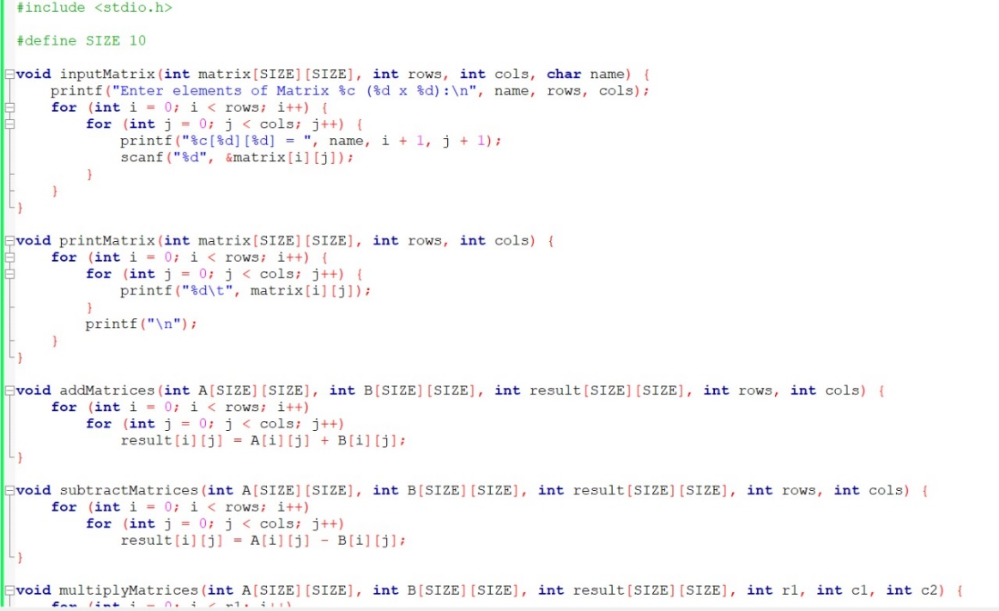 #include <stdio.h>
#define SIZE 10
void inputMatrix(int matrix[SIZE][SIZE], int rows, int cols, char name) {
    printf("Enter elements of Matrix %c (%d x %d):\n", name, rows, cols);
    for (int i = 0; i < rows; i++) {
        for (int j = 0; j < cols; j++) {
            printf("%c[%d][%d] = ", name, i + 1, j + 1);
            scanf("%d", &matrix[i][j]);
        }
    }
}
void printMatrix(int matrix[SIZE][SIZE], int rows, int cols) {
    for (int i = 0; i < rows; i++) {
        for (int j = 0; j < cols; j++) {
            printf("%d\t", matrix[i][j]);
        }
        printf("\n");
    }
}
void addMatrices(int A[SIZE][SIZE], int B[SIZE][SIZE], int result[SIZE][SIZE], int rows, int cols) {
    for (int i = 0; i < rows; i++)
        for (int j = 0; j < cols; j++)
            result[i][j] = A[i][j] + B[i][j];
}
void subtractMatrices(int A[SIZE][SIZE], int B[SIZE][SIZE], int result[SIZE][SIZE], int rows, int cols) {
    for (int i = 0; i < rows; i++)
        for (int j = 0; j < cols; j++)
            result[i][j] = A[i][j] - B[i][j];
}
void multiplyMatrices(int A[SIZE][SIZE], int B[SIZE][SIZE], int result[SIZE][SIZE], int r1, int c1, int c2) {
    for (int i = 0; i < r1; i++)